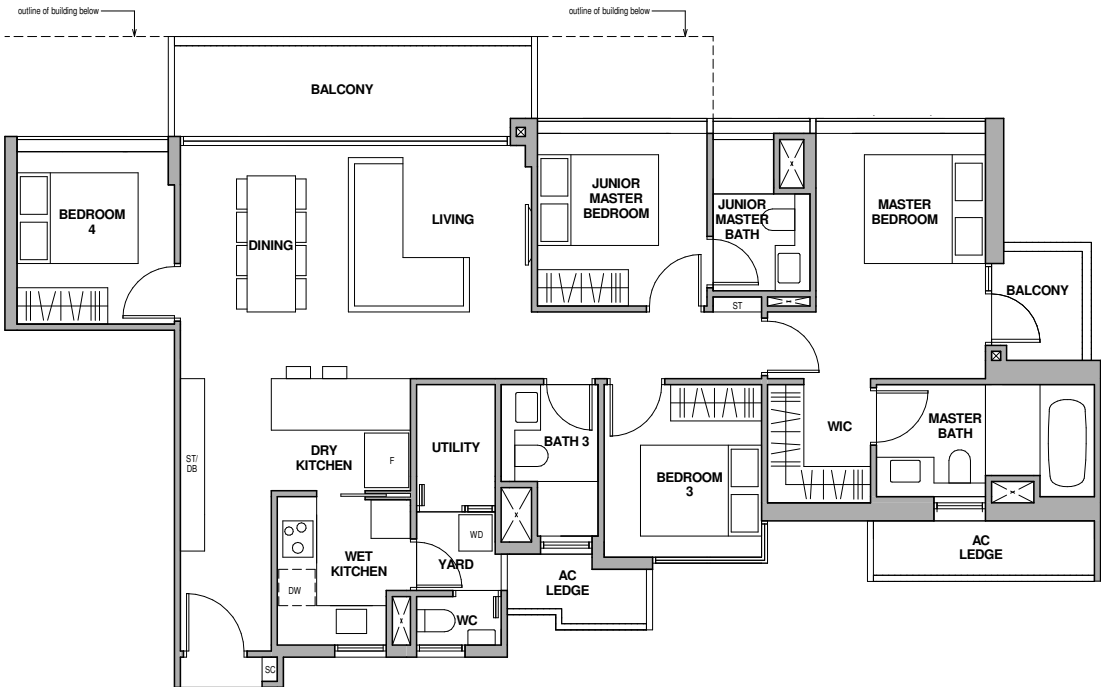 outline of building below
outline of building below
BALCONY
BEDROOM
4
DINING
LIVING
JUNIOR
MASTER
BEDROOM
JUNIOR
MASTER
BATH
MASTER
BEDROOM
BALCONY
ST
ST/
DB
DRY
KITCHEN
F
UTILITY
BATH 3
BEDROOM
3
WIC
MASTER
BATH
WET
KITCHEN
DW
WD
YARD
WC
AC
LEDGE
AC
LEDGE
SC